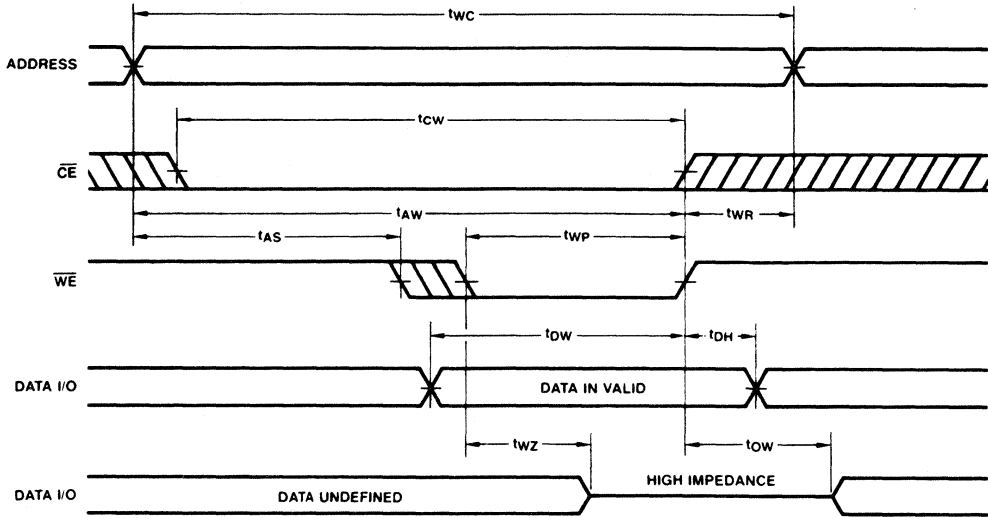 tWC
ADDRESS
tCW
CE
tAW
tWR
tAS
tWP
WE
tDW
tDH
DATA I/O
DATA IN VALID
tWZ
tOW
HIGH IMPEDANCE
DATA I/O
DATA UNDEFINED